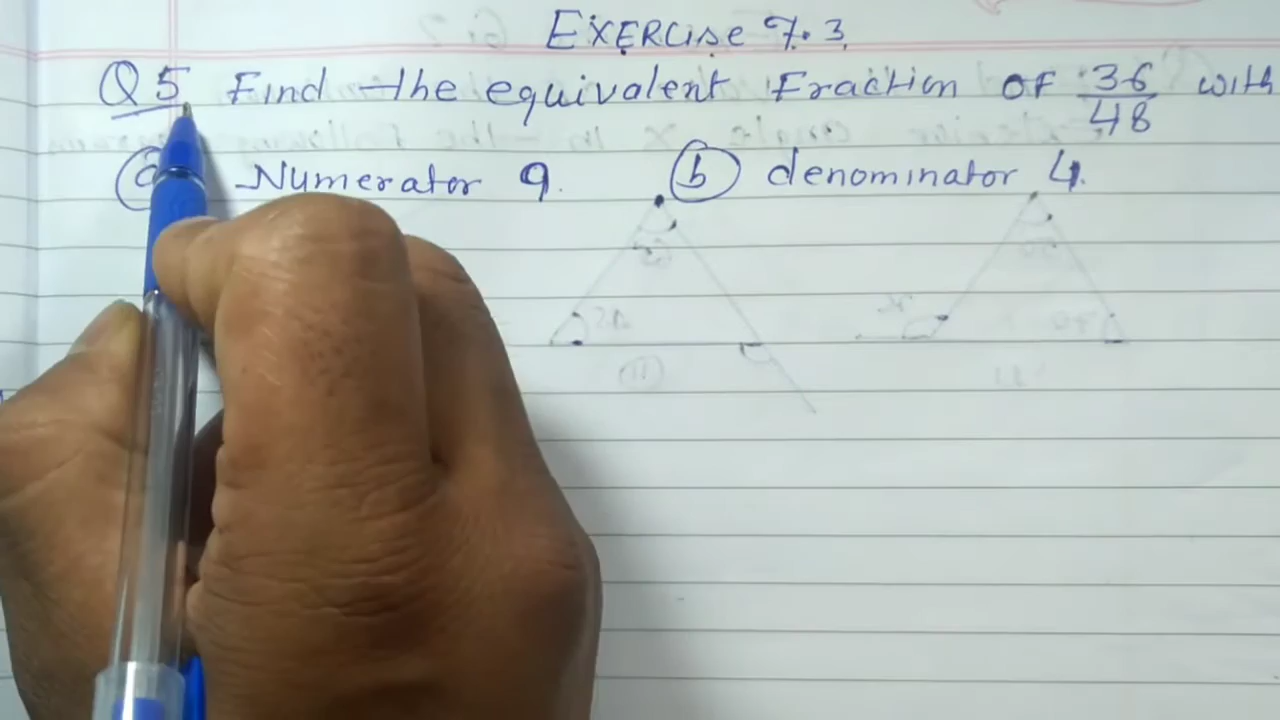 Exercise 7.3
Q5 Find the equivalent Fraction of 36/48 with
a Numerator 9. b denominator 4.